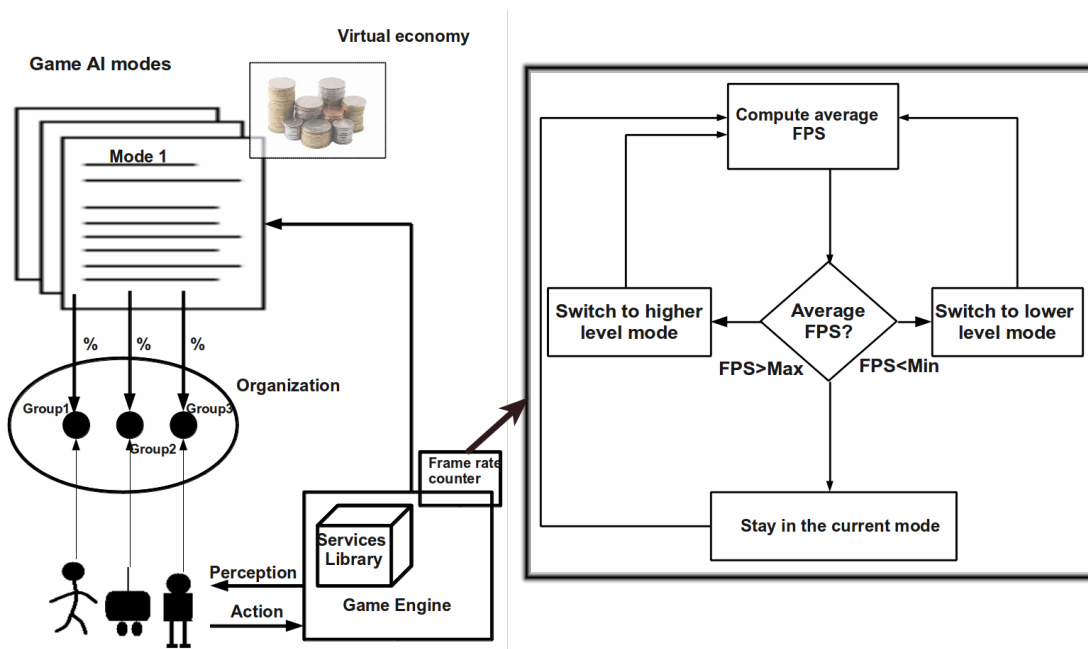 Virtual economy
Game AI modes
Mode 1
%
%
%
Organization
Group1
Group3
Group2
Frame rate
counter
Services
Library
Perception
Game Engine
Action
Compute average
FPS
Switch to higher
level mode
Average
FPS?
Switch to lower
level mode
FPS>Max
FPS<Min
Stay in the current mode